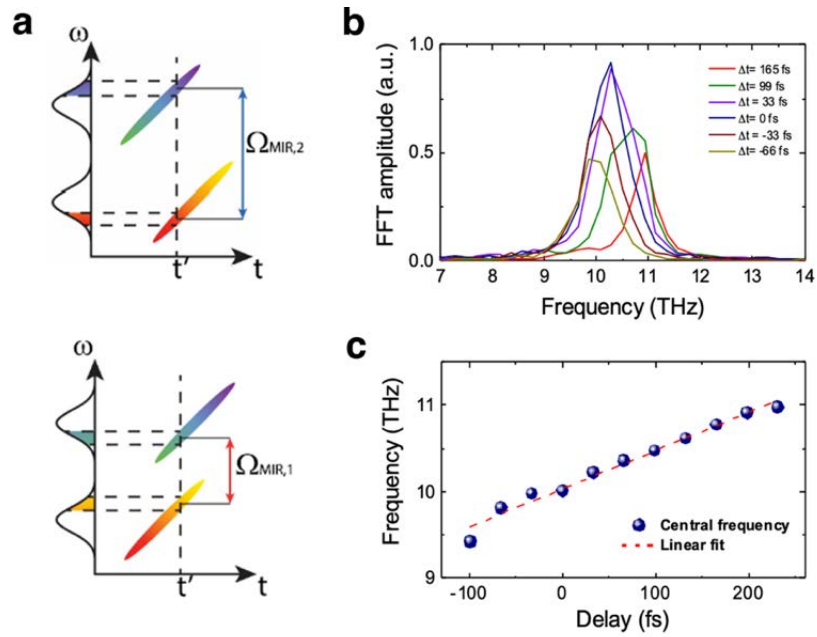 a
ω
Ω_MIR,2
t′
t
ω
Ω_MIR,1
t′
t
b
FFT amplitude (a.u.)
1.0
0.5
0.0
Δt= 165 fs
Δt= 99 fs
Δt = 33 fs
Δt= 0 fs
Δt = -33 fs
Δt= -66 fs
7 8 9 10 11 12 13 14
Frequency (THz)
c
Frequency (THz)
11
10
9
Central frequency
Linear fit
-100 0 100 200
Delay (fs)